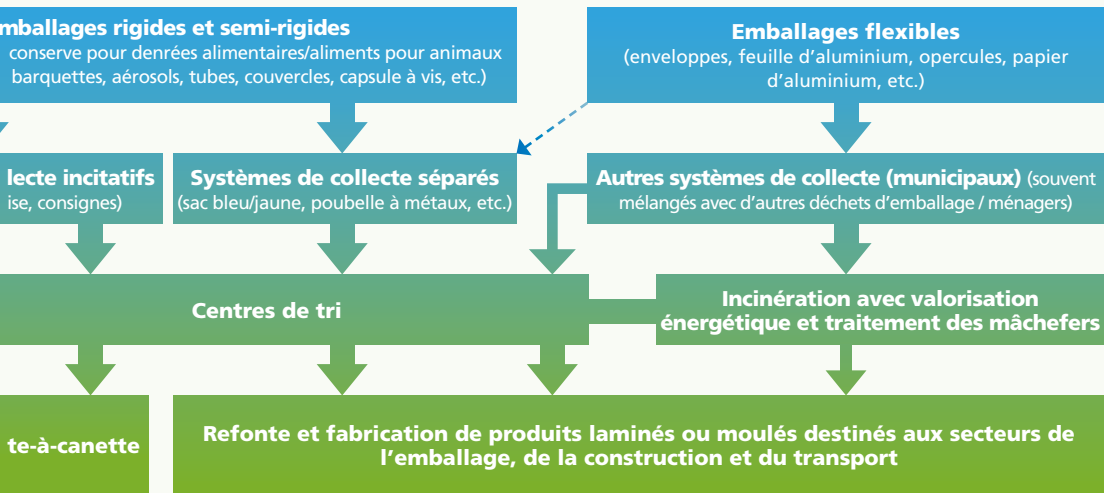 mballages rigides et semi-rigides
conserve pour denrées alimentaires/aliments pour animaux
barquettes, aérosols, tubes, couvercles, capsule à vis, etc.)
Emballages flexibles
(enveloppes, feuille d’aluminium, opercules, papier
d’aluminium, etc.)
lecte incitatifs
ise, consignes)
Systèmes de collecte séparés
(sac bleu/jaune, poubelle à métaux, etc.)
Autres systèmes de collecte (municipaux) (souvent
mélangés avec d’autres déchets d’emballage / ménagers)
Centres de tri
Incinération avec valorisation
énergétique et traitement des mâchefers
te-à-canette
Refonte et fabrication de produits laminés ou moulés destinés aux secteurs de
l’emballage, de la construction et du transport